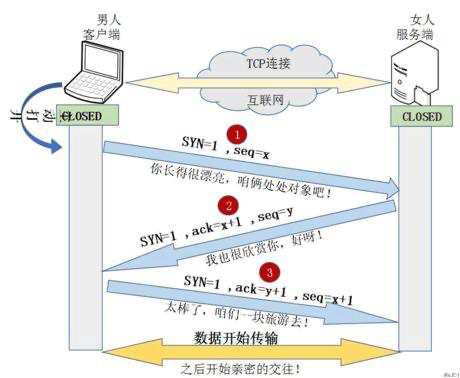 男人
客户端
女人
服务端
TCP连接
互联网
动打开
CLOSED
CLOSED
1
SYN=1 ,seq=x
你长得很漂亮，咱俩处处对象吧！
2
SYN=1 ,ack=x+1 ,seq=y
我也很欣赏你，好呀！
3
SYN=1 ,ack=y+1 ,seq=x+1
太棒了，咱们一块旅游去！
数据开始传输
之后开始亲密的交往！